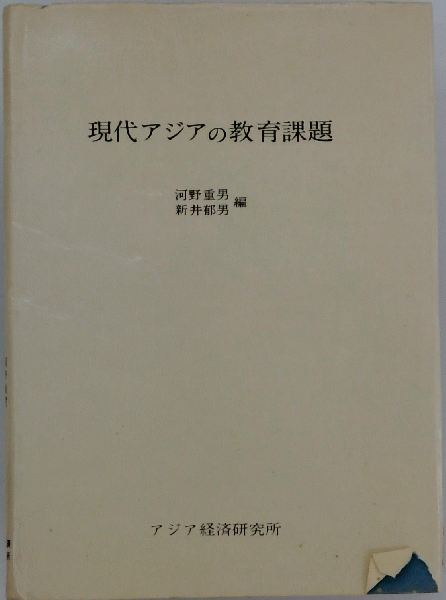 現代アジアの教育課題
河野重男
新井郁男 編
アジア経済研究所